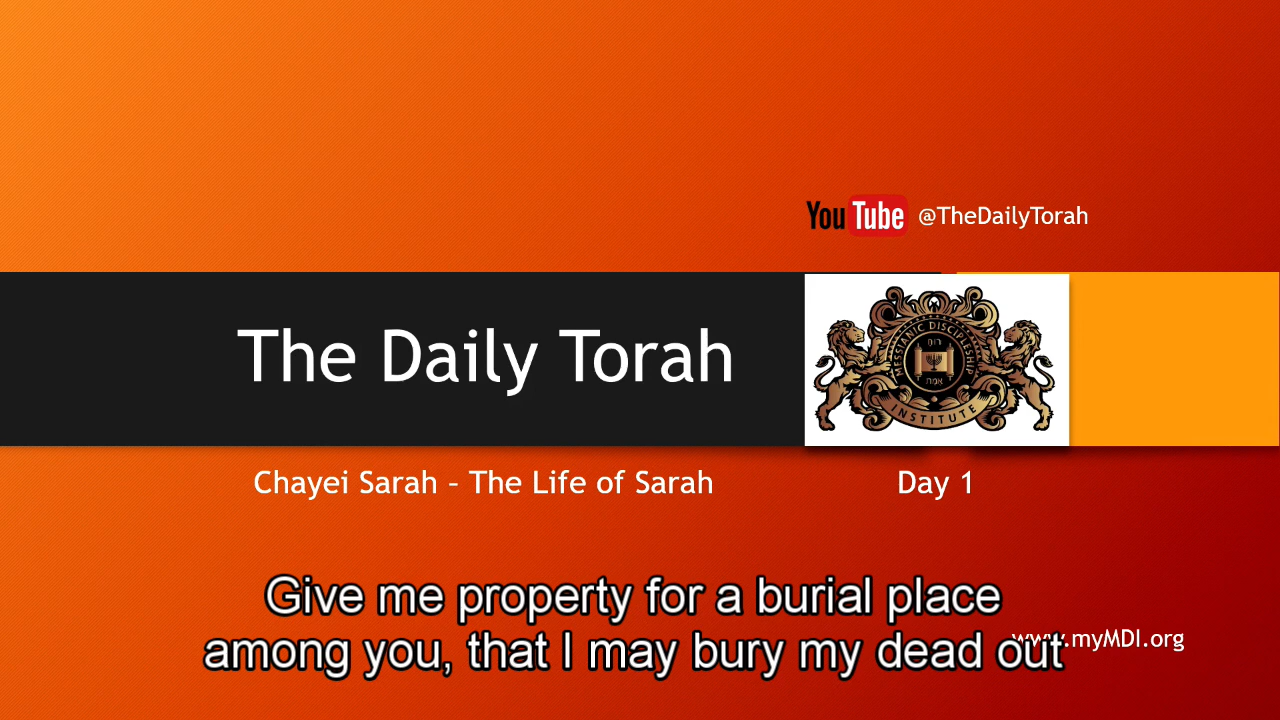 YouTube @TheDailyTorah
The Daily Torah
MESSIANIC DISCIPLESHIP
אמת
INSTITUTE
Chayei Sarah – The Life of Sarah
Day 1
Give me property for a burial place
among you, that I may bury my dead out
www.myMDI.org